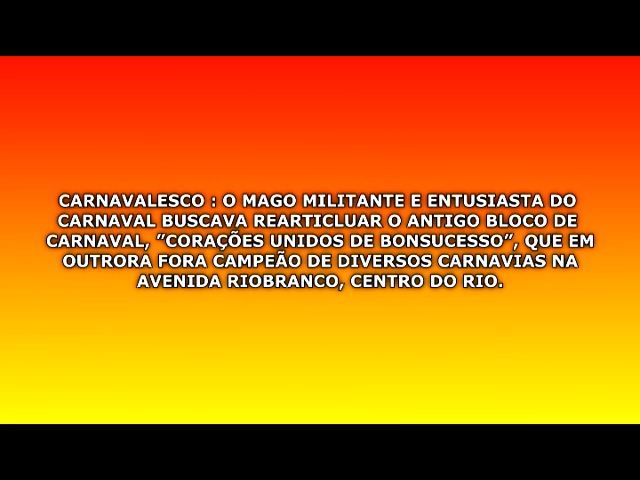 CARNAVALESCO : O MAGO MILITANTE E ENTUSIASTA DO
CARNAVAL BUSCAVA REARTICLUAR O ANTIGO BLOCO DE
CARNAVAL, ”CORAÇÕES UNIDOS DE BONSUCESSO”, QUE EM
OUTRORA FORA CAMPEÃO DE DIVERSOS CARNAVIAS NA
AVENIDA RIOBRANCO, CENTRO DO RIO.